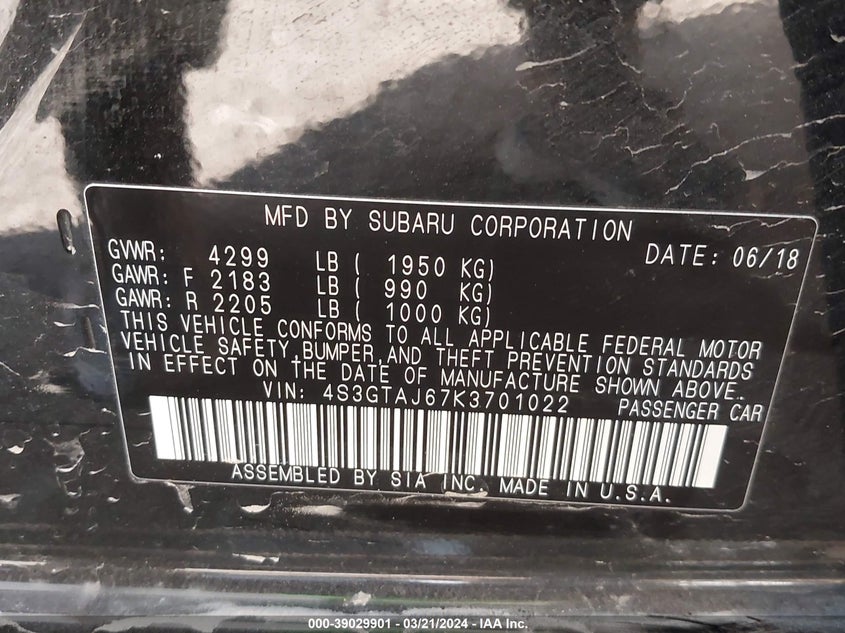 MFD BY SUBARU CORPORATION
GVWR: 4299 LB ( 1950 KG) DATE: 06/18
GAWR: F 2183 LB ( 990 KG)
GAWR: R 2205 LB ( 1000 KG)
THIS VEHICLE CONFORMS TO ALL APPLICABLE FEDERAL MOTOR
VEHICLE SAFETY,BUMPER,AND THEFT PREVENTION STANDARDS
IN EFFECT ON THE DATE OF MANUFACTURE SHOWN ABOVE.
VIN: 4S3GTAJ67K3701022 PASSENGER CAR
ASSEMBLED BY SIA INC. MADE IN U.S.A.
000-39029901 - 03/21/2024 - IAA Inc.